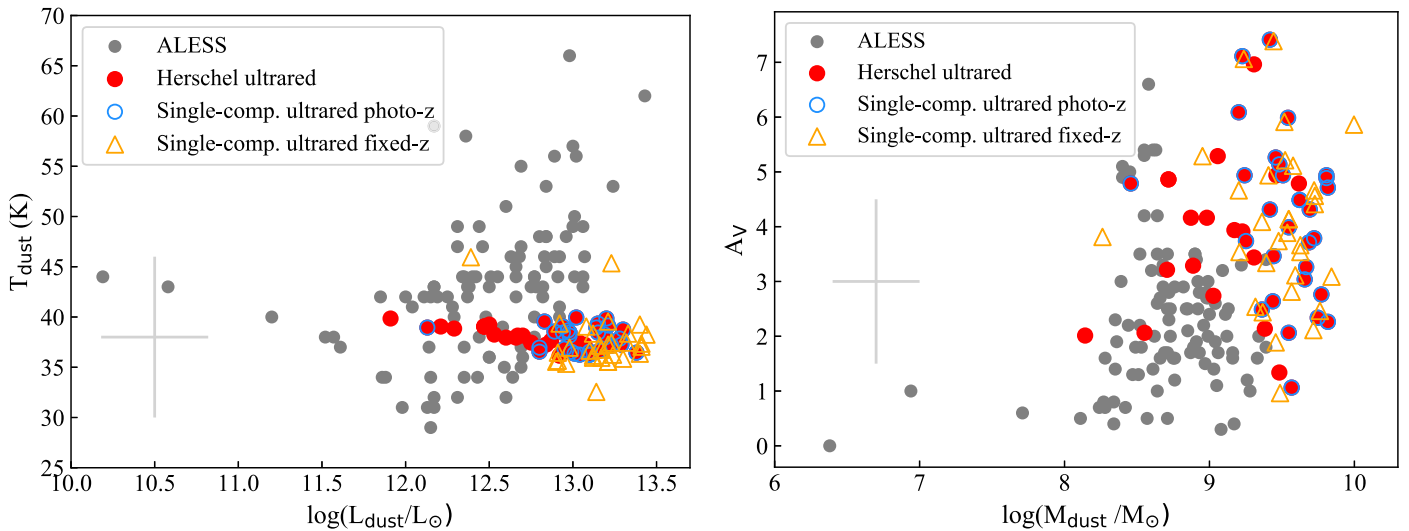 70
65
60
55
50
45
40
35
30
25
T_dust (K)
ALESS
Herschel ultrared
Single-comp. ultrared photo-z
Single-comp. ultrared fixed-z
10.0 10.5 11.0 11.5 12.0 12.5 13.0 13.5
log(L_dust/L_⊙)
7
6
5
4
3
2
1
0
A_V
ALESS
Herschel ultrared
Single-comp. ultrared photo-z
Single-comp. ultrared fixed-z
6 7 8 9 10
log(M_dust /M_⊙)